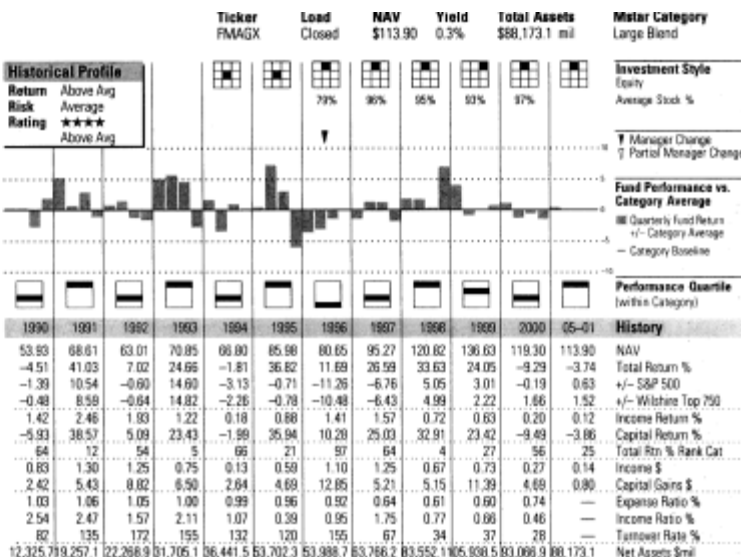 Ticker Load NAV Yield Total Assets Mstar Category
FMAGX Closed $113.90 0.3% $88,173.1 mil Large Blend
Historical Profile
Return Above Avg
Risk Average
Rating ★★★★
Above Avg
79% 96% 95% 93% 97%
Investment Style
Equity
Average Stock %
▼ Manager Change
▽ Partial Manager Change
10
5
0
-5
-10
Fund Performance vs.
Category Average
Quarterly Fund Return
+/- Category Average
— Category Baseline
Performance Quartile
(within Category)
1990 1991 1992 1993 1994 1995 1996 1997 1998 1999 2000 05-01 History
53.93 68.61 63.01 70.85 66.80 85.98 80.65 95.27 120.82 136.63 119.30 113.90 NAV
-4.51 41.03 7.02 24.66 -1.81 36.82 11.69 26.59 33.63 24.05 -9.29 -3.74 Total Return %
-1.39 10.54 -0.60 14.60 -3.13 -0.71 -11.26 -6.76 5.05 3.01 -0.19 0.63 +/- S&P 500
-0.48 8.59 -0.64 14.82 -2.26 -0.78 -10.48 -6.43 4.99 2.22 1.66 1.52 +/- Wilshire Top 750
1.42 2.46 1.93 1.22 0.18 0.88 1.41 1.57 0.72 0.63 0.20 0.12 Income Return %
-5.93 38.57 5.09 23.43 -1.99 35.94 10.28 25.03 32.91 23.42 -9.49 -3.86 Capital Return %
64 12 54 5 66 21 97 64 4 27 56 25 Total Rtn % Rank Cat
0.83 1.30 1.25 0.75 0.13 0.59 1.10 1.25 0.67 0.73 0.27 0.14 Income $
2.42 5.43 8.82 6.50 2.64 4.69 12.85 5.21 5.15 11.39 4.69 0.80 Capital Gains $
1.03 1.06 1.05 1.00 0.99 0.96 0.92 0.64 0.61 0.60 0.74 — Expense Ratio %
2.54 2.47 1.57 2.11 1.07 0.39 0.95 1.75 0.77 0.66 0.46 — Income Ratio %
82 135 172 155 132 120 155 67 34 37 28 — Turnover Rate %
12,325.7 19,257.1 22,268.9 31,705.1 36,441.5 53,702.3 53,988.7 63,766.2 83,552.1 105,938.5 93,066.9 88,173.1 Net Assets $mil